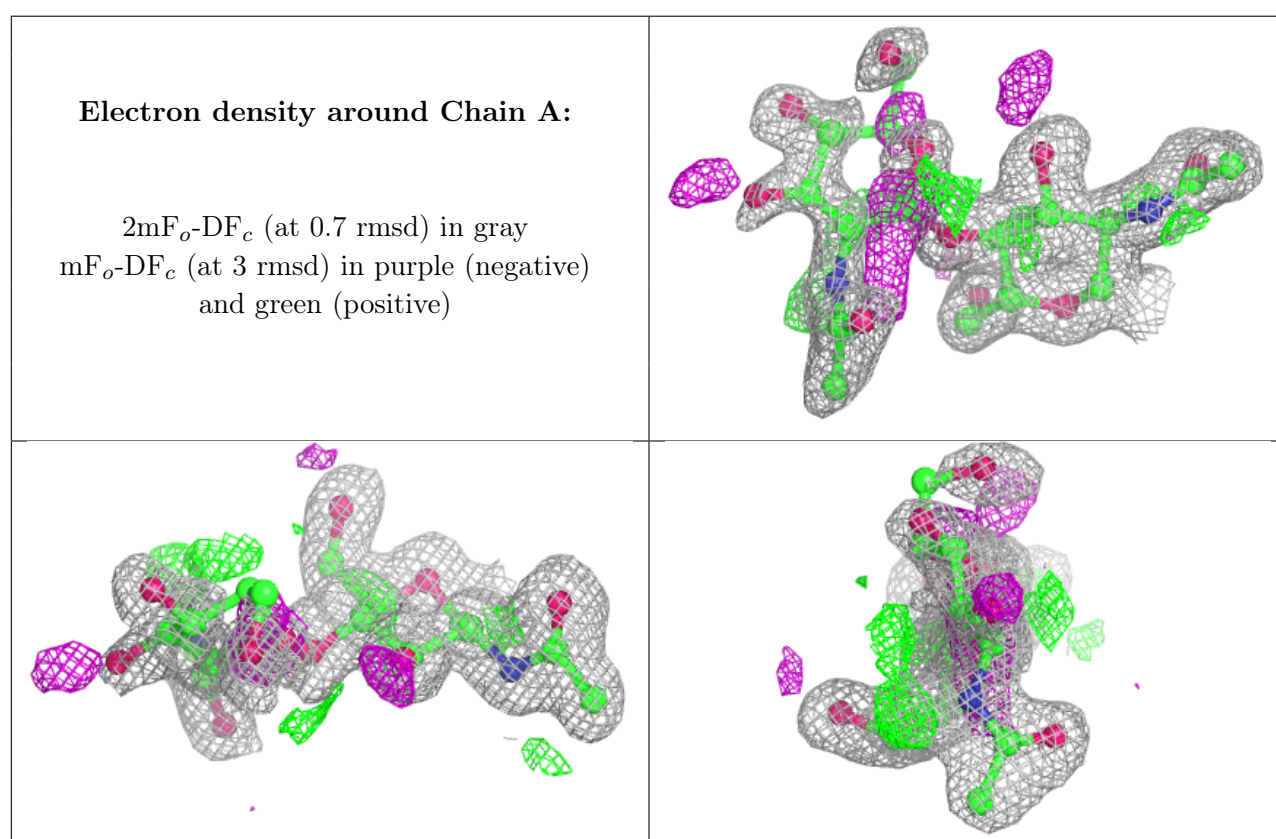 Electron density around Chain A:
2mFo-DFc (at 0.7 rmsd) in gray
mFo-DFc (at 3 rmsd) in purple (negative)
and green (positive)